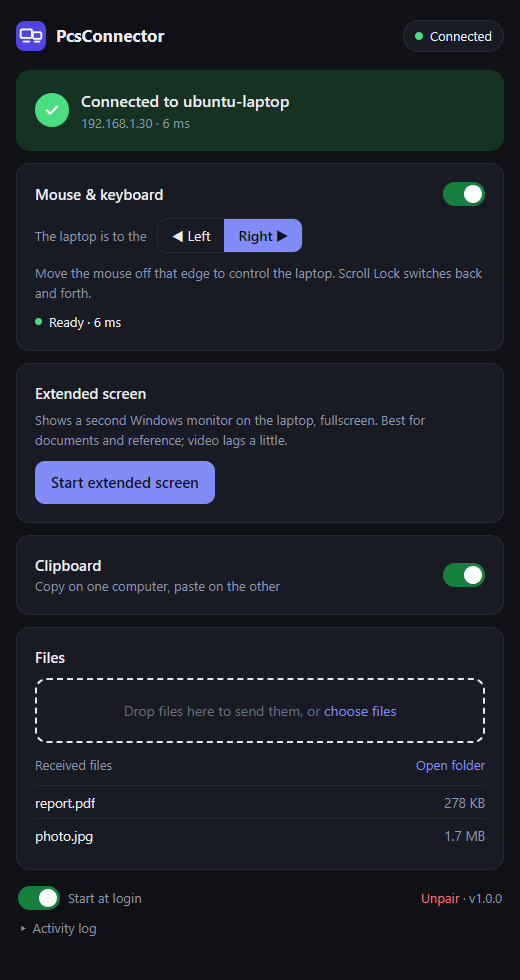 PcsConnector
Connected
Connected to ubuntu-laptop
192.168.1.30 · 6 ms
Mouse & keyboard
The laptop is to the ◀ Left Right ▶
Move the mouse off that edge to control the laptop. Scroll Lock switches back
and forth.
Ready · 6 ms
Extended screen
Shows a second Windows monitor on the laptop, fullscreen. Best for
documents and reference; video lags a little.
Start extended screen
Clipboard
Copy on one computer, paste on the other
Files
Drop files here to send them, or choose files
Received files Open folder
report.pdf 278 KB
photo.jpg 1.7 MB
Start at login Unpair · v1.0.0
▸ Activity log